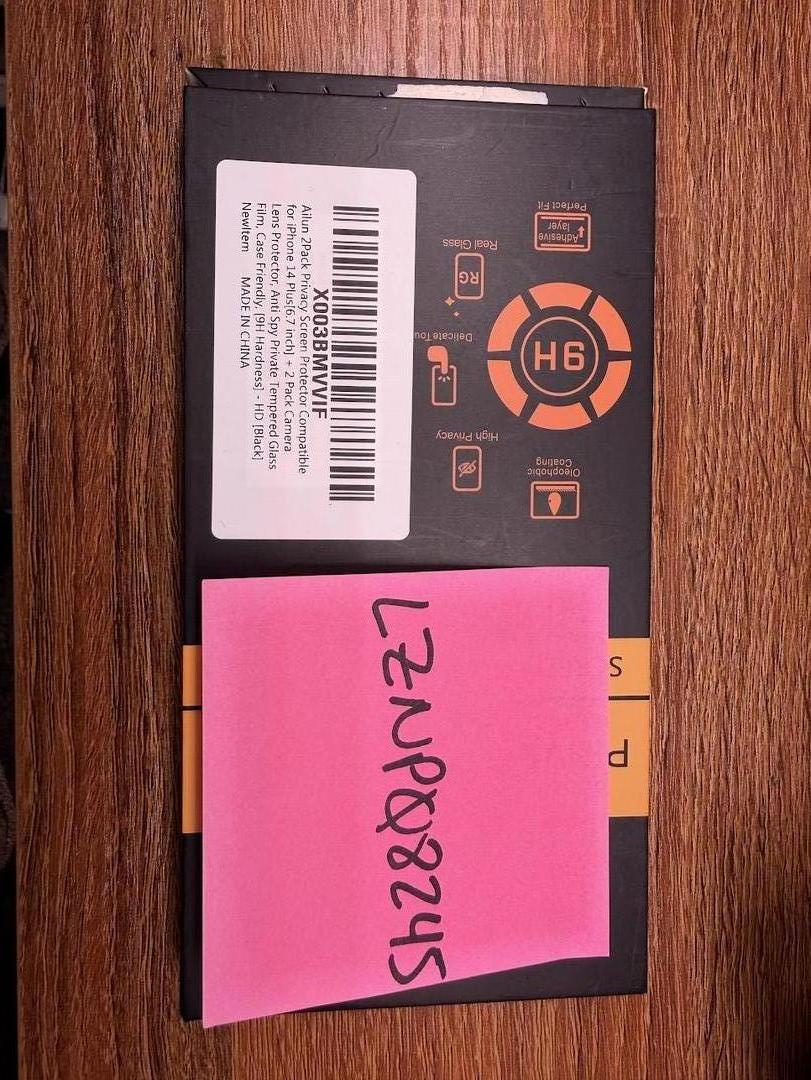 X003BMVVIF
Ailun 2Pack Privacy Screen Protector Compatible
for iPhone 14 Plus[6.7 inch] + 2 Pack Camera
Lens Protector, Anti Spy Private Tempered Glass
Film, Case Friendly, [9H Hardness] - HD [Black]
NewItem MADE IN CHINA
Oleophobic
Coating
High Privacy
9H
Delicate Tou
RG
Real Glass
Adhesive
layer
Perfect Fit
S
P
LZNPQ8245